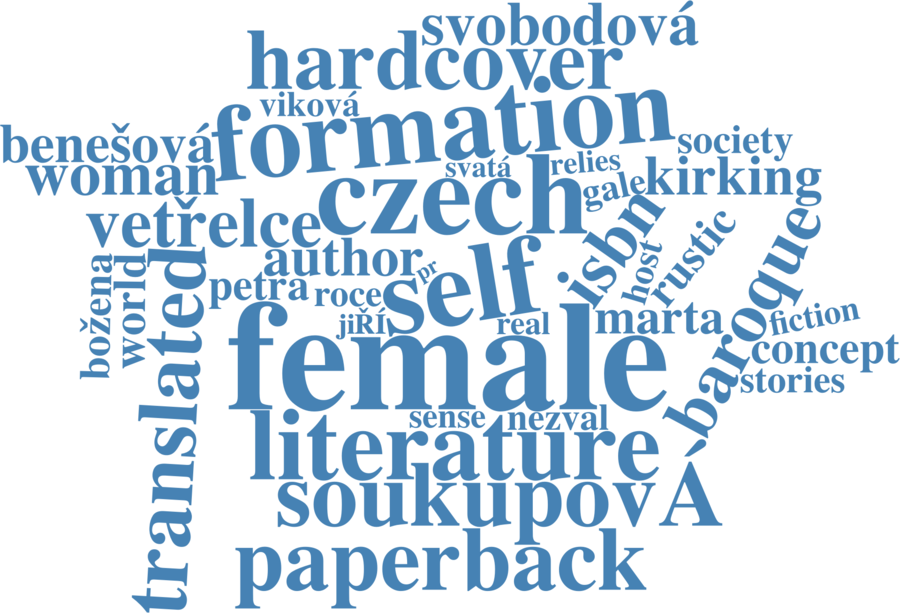 svobodová
hardcover
viková
formation
benešová
society
woman
svatá
relies
czech
gale
kirking
vetřelce
isbn
author
host
rustic
baroque
božena
world
translated
petra
roce
self
pr
jiŘÍ
real
marta
fiction
female
concept
stories
sense
nezval
literature
soukupovÁ
paperback